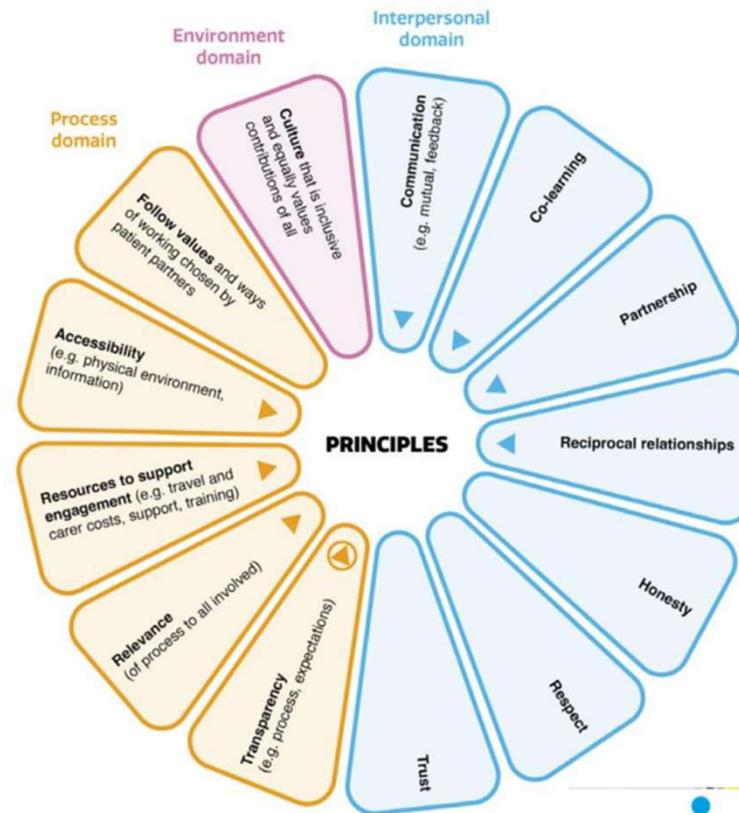 Interpersonal
domain
Environment
domain
Process
domain
Communication
(e.g. mutual, feedback)
Co-learning
Partnership
Reciprocal relationships
Honesty
Respect
Trust
Transparency
(e.g. process, expectations)
Relevance
(of process to all involved)
Resources to support
engagement (e.g. travel and
carer costs, support, training)
Accessibility
(e.g. physical environment,
information)
Follow values and ways
of working chosen by
patient partners
Culture that is inclusive
and equally values
contributions of all
PRINCIPLES